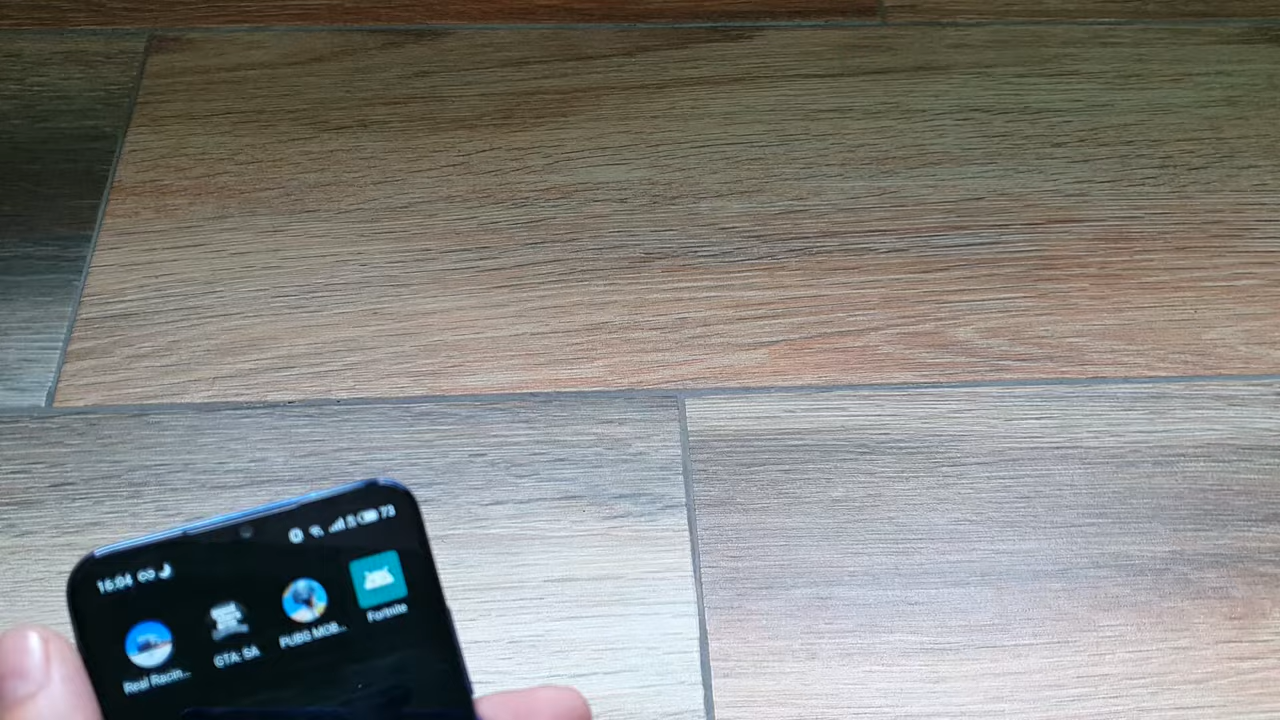 16:04
73
Real Racin...
GTA: SA
PUBG MOB...
Fortnite